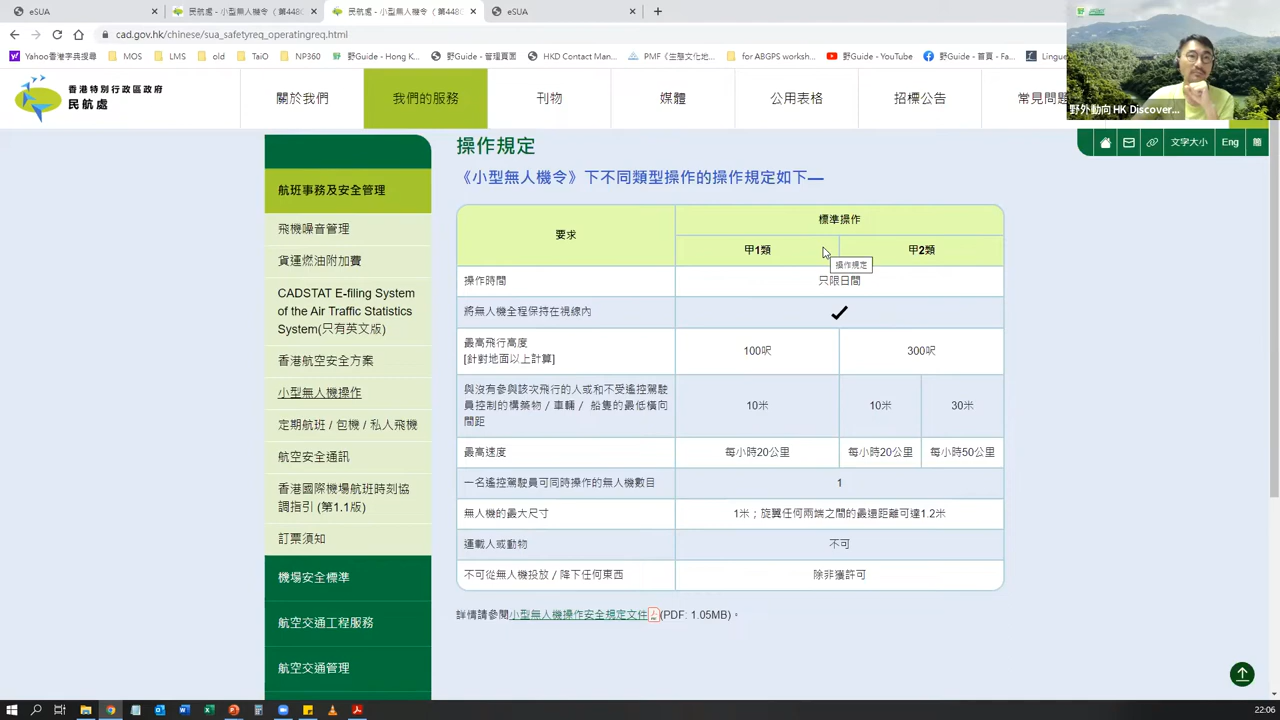 eSUA
民航處 - 小型無人機令（第448G
民航處 - 小型無人機令（第448G
eSUA
cad.gov.hk/chinese/sua_safetyreq_operatingreq.html
Yahoo香港字典搜尋
MOS
LMS
old
TaiO
NP360
野Guide - Hong K...
野Guide - 管理頁面
HKD Contact Man...
PMF（生態文化地...
for ABGPS worksh...
野Guide - YouTube
野Guide - 首頁 - Fa...
Lingue
野外動向 HK Discover...
香港特別行政區政府
民航處
關於我們
我們的服務
刊物
媒體
公用表格
招標公告
常見問題
文字大小
Eng
簡
航班事務及安全管理
飛機噪音管理
貨運燃油附加費
CADSTAT E-filing System
of the Air Traffic Statistics
System(只有英文版)
香港航空安全方案
小型無人機操作
定期航班 / 包機 / 私人飛機
航空安全通訊
香港國際機場航班時刻協
調指引 (第1.1版)
訂票須知
機場安全標準
航空交通工程服務
航空交通管理
操作規定
《小型無人機令》下不同類型操作的操作規定如下—
要求
標準操作
甲1類
甲2類
操作規定
操作時間
只限日間
將無人機全程保持在視線內
最高飛行高度
[針對地面以上計算]
100呎
300呎
與沒有參與該次飛行的人或和不受遙控駕駛
員控制的構築物 / 車輛 / 船隻的最低橫向
間距
10米
10米
30米
最高速度
每小時20公里
每小時20公里
每小時50公里
一名遙控駕駛員可同時操作的無人機數目
1
無人機的最大尺寸
1米；旋翼任何兩端之間的最遠距離可達1.2米
運載人或動物
不可
不可從無人機投放 / 降下任何東西
除非獲許可
詳情請參閱小型無人機操作安全規定文件(PDF: 1.05MB)。
22:06